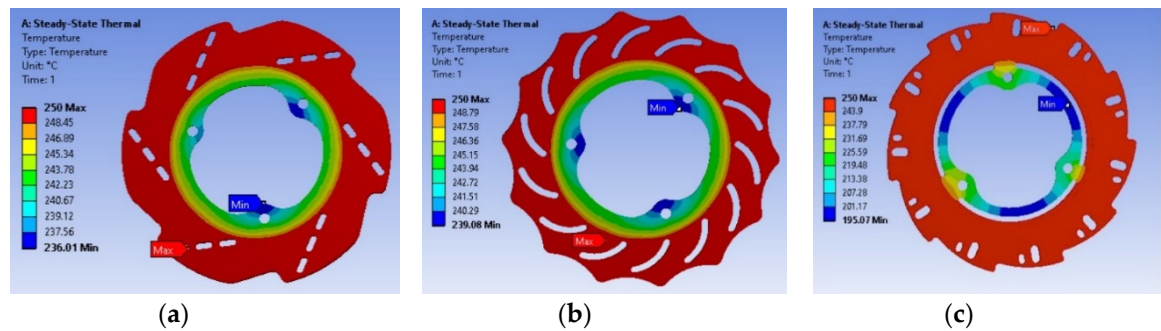 A: Steady-State Thermal
Temperature
Type: Temperature
Unit: °C
Time: 1
250 Max
248.45
246.89
245.34
243.78
242.23
240.67
239.12
237.56
236.01 Min
Min
Max
(a)
A: Steady-State Thermal
Temperature
Type: Temperature
Unit: °C
Time: 1
250 Max
248.79
247.58
246.36
245.15
243.94
242.72
241.51
240.29
239.08 Min
Min
Max
(b)
A: Steady-State Thermal
Temperature
Type: Temperature
Unit: °C
Time: 1
250 Max
243.9
237.79
231.69
225.59
219.48
213.38
207.28
201.17
195.07 Min
Max
Min
(c)